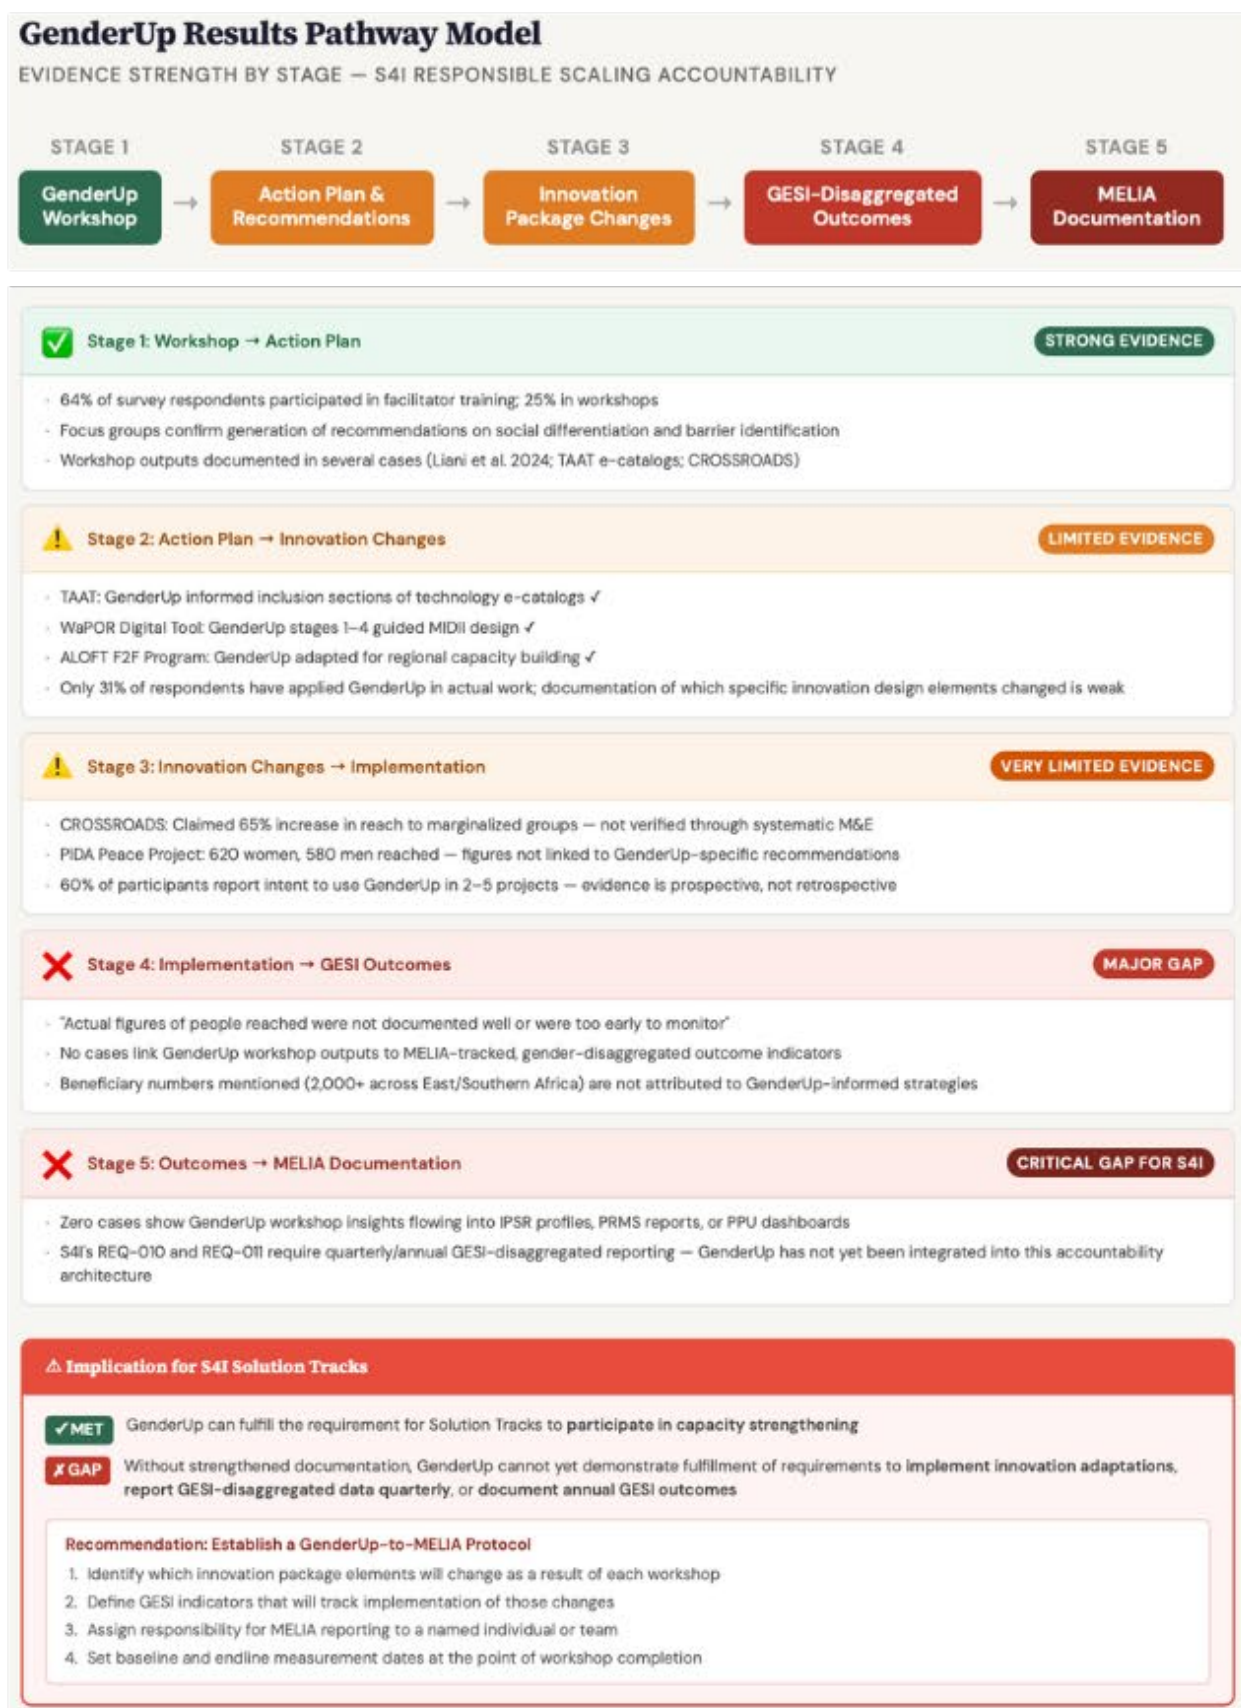 GenderUp Results Pathway Model
EVIDENCE STRENGTH BY STAGE — S4I RESPONSIBLE SCALING ACCOUNTABILITY
STAGE 1
GenderUp
Workshop
→
STAGE 2
Action Plan &
Recommendations
→
STAGE 3
Innovation
Package Changes
→
STAGE 4
GESI-Disaggregated
Outcomes
→
STAGE 5
MELIA
Documentation
✅ Stage 1: Workshop → Action Plan
STRONG EVIDENCE
· 64% of survey respondents participated in facilitator training; 25% in workshops
· Focus groups confirm generation of recommendations on social differentiation and barrier identification
· Workshop outputs documented in several cases (Liani et al. 2024; TAAT e-catalogs; CROSSROADS)
⚠ Stage 2: Action Plan → Innovation Changes
LIMITED EVIDENCE
· TAAT: GenderUp informed inclusion sections of technology e-catalogs ✓
· WaPOR Digital Tool: GenderUp stages 1–4 guided MIDII design ✓
· ALOFT F2F Program: GenderUp adapted for regional capacity building ✓
· Only 31% of respondents have applied GenderUp in actual work; documentation of which specific innovation design elements changed is weak
⚠ Stage 3: Innovation Changes → Implementation
VERY LIMITED EVIDENCE
· CROSSROADS: Claimed 65% increase in reach to marginalized groups — not verified through systematic M&E
· PIDA Peace Project: 620 women, 580 men reached — figures not linked to GenderUp-specific recommendations
· 60% of participants report intent to use GenderUp in 2–5 projects — evidence is prospective, not retrospective
❌ Stage 4: Implementation → GESI Outcomes
MAJOR GAP
· "Actual figures of people reached were not documented well or were too early to monitor"
· No cases link GenderUp workshop outputs to MELIA-tracked, gender-disaggregated outcome indicators
· Beneficiary numbers mentioned (2,000+ across East/Southern Africa) are not attributed to GenderUp-informed strategies
❌ Stage 5: Outcomes → MELIA Documentation
CRITICAL GAP FOR S4I
· Zero cases show GenderUp workshop insights flowing into IPSR profiles, PRMS reports, or PPU dashboards
· S4I's REQ-010 and REQ-011 require quarterly/annual GESI-disaggregated reporting — GenderUp has not yet been integrated into this accountability
architecture
⚠ Implication for S4I Solution Tracks
✓ MET GenderUp can fulfill the requirement for Solution Tracks to participate in capacity strengthening
✗ GAP Without strengthened documentation, GenderUp cannot yet demonstrate fulfillment of requirements to implement innovation adaptations,
report GESI-disaggregated data quarterly, or document annual GESI outcomes
Recommendation: Establish a GenderUp-to-MELIA Protocol
1. Identify which innovation package elements will change as a result of each workshop
2. Define GESI indicators that will track implementation of those changes
3. Assign responsibility for MELIA reporting to a named individual or team
4. Set baseline and endline measurement dates at the point of workshop completion